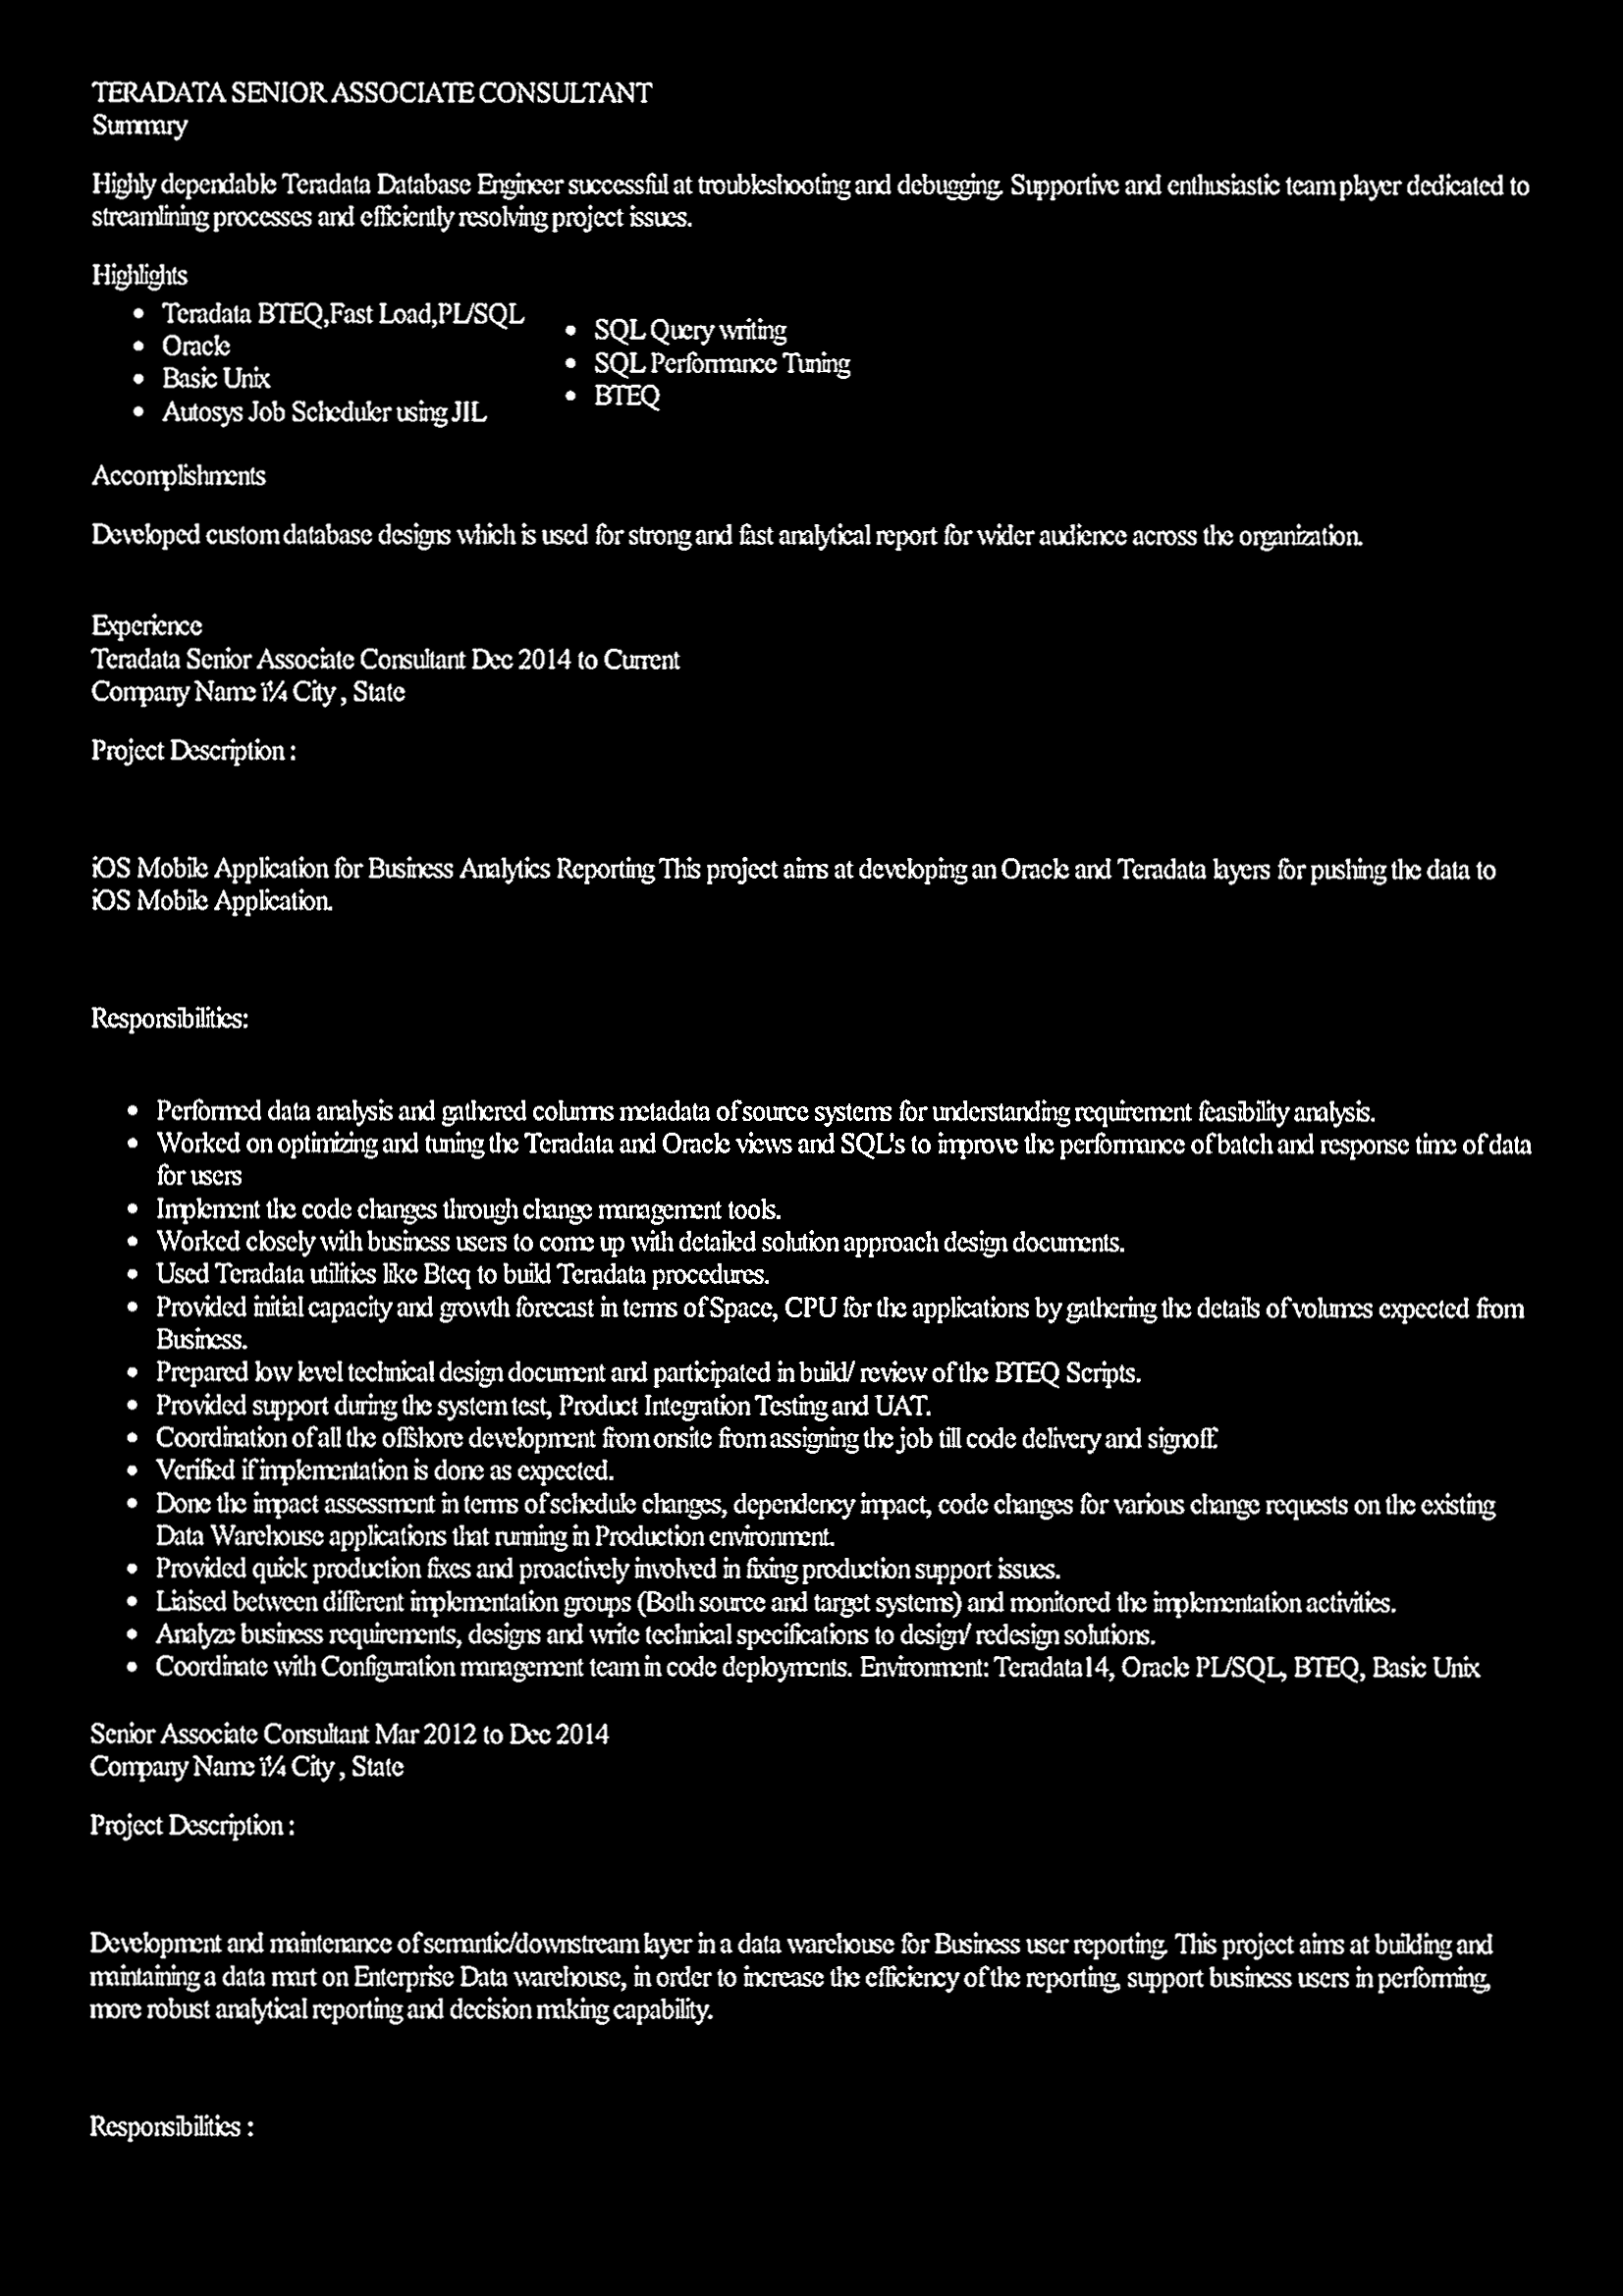 TERADATA SENIOR ASSOCIATE CONSULTANT
Summary
Highly dependable Teradata Database Engineer successful at troubleshooting and debugging. Supportive and enthusiastic team player dedicated to
streamlining processes and efficiently resolving project issues.
Highlights
• Teradata BTEQ,Fast Load,PL/SQL
• Oracle
• Basic Unix
• Autosys Job Scheduler using JIL
• SQL Query writing
• SQL Performance Tuning
• BTEQ
Accomplishments
Developed custom database designs which is used for strong and fast analytical report for wider audience across the organization.
Experience
Teradata Senior Associate Consultant Dec 2014 to Current
Company Name ï¼ City , State
Project Description :
iOS Mobile Application for Business Analytics Reporting This project aims at developing an Oracle and Teradata layers for pushing the data to
iOS Mobile Application.
Responsibilities:
• Performed data analysis and gathered columns metadata of source systems for understanding requirement feasibility analysis.
• Worked on optimizing and tuning the Teradata and Oracle views and SQL's to improve the performance of batch and response time of data
for users
• Implement the code changes through change management tools.
• Worked closely with business users to come up with detailed solution approach design documents.
• Used Teradata utilities like Bteq to build Teradata procedures.
• Provided initial capacity and growth forecast in terms of Space, CPU for the applications by gathering the details of volumes expected from
Business.
• Prepared low level technical design document and participated in build/ review of the BTEQ Scripts.
• Provided support during the system test, Product Integration Testing and UAT.
• Coordination of all the offshore development from onsite from assigning the job till code delivery and signoff.
• Verified if implementation is done as expected.
• Done the impact assessment in terms of schedule changes, dependency impact, code changes for various change requests on the existing
Data Warehouse applications that running in Production environment.
• Provided quick production fixes and proactively involved in fixing production support issues.
• Liaised between different implementation groups (Both source and target systems) and monitored the implementation activities.
• Analyze business requirements, designs and write technical specifications to design/ redesign solutions.
• Coordinate with Configuration management team in code deployments. Environment: Teradata14, Oracle PL/SQL, BTEQ, Basic Unix
Senior Associate Consultant Mar 2012 to Dec 2014
Company Name ï¼ City , State
Project Description :
Development and maintenance of semantic/downstream layer in a data warehouse for Business user reporting. This project aims at building and
maintaining a data mart on Enterprise Data warehouse, in order to increase the efficiency of the reporting, support business users in performing,
more robust analytical reporting and decision making capability.
Responsibilities :